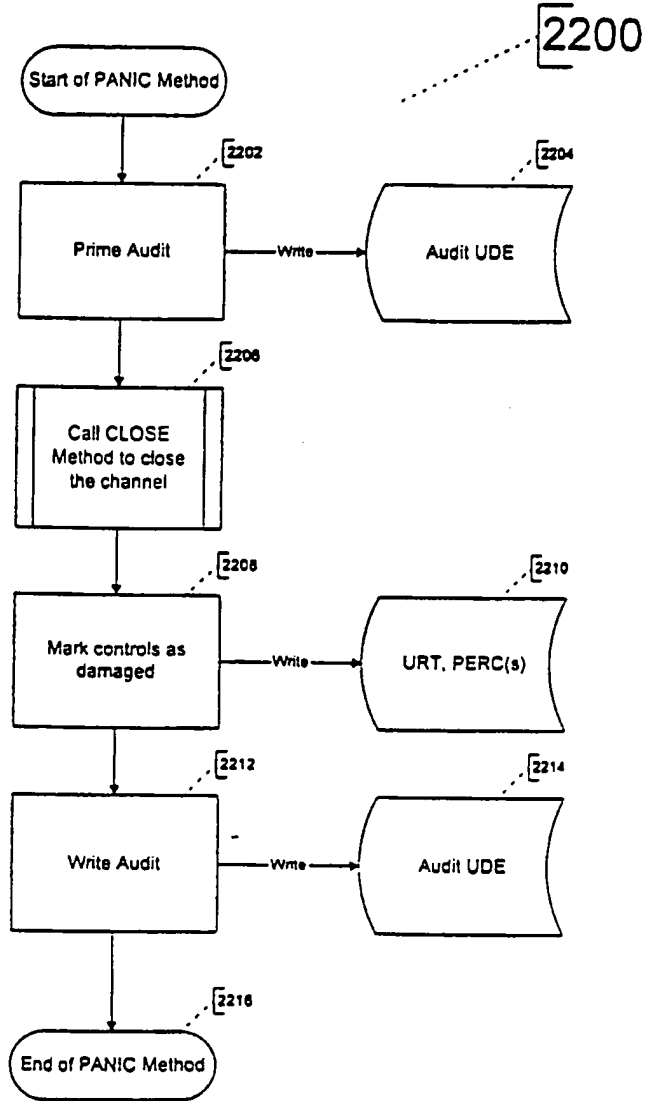 2200
Start of PANIC Method
2202
2204
Prime Audit
Write
Audit UDE
2206
Call CLOSE
Method to close
the channel
2208
2210
Mark controls as
damaged
Write
URT, PERC(s)
2212
2214
Write Audit
Write
Audit UDE
2216
End of PANIC Method